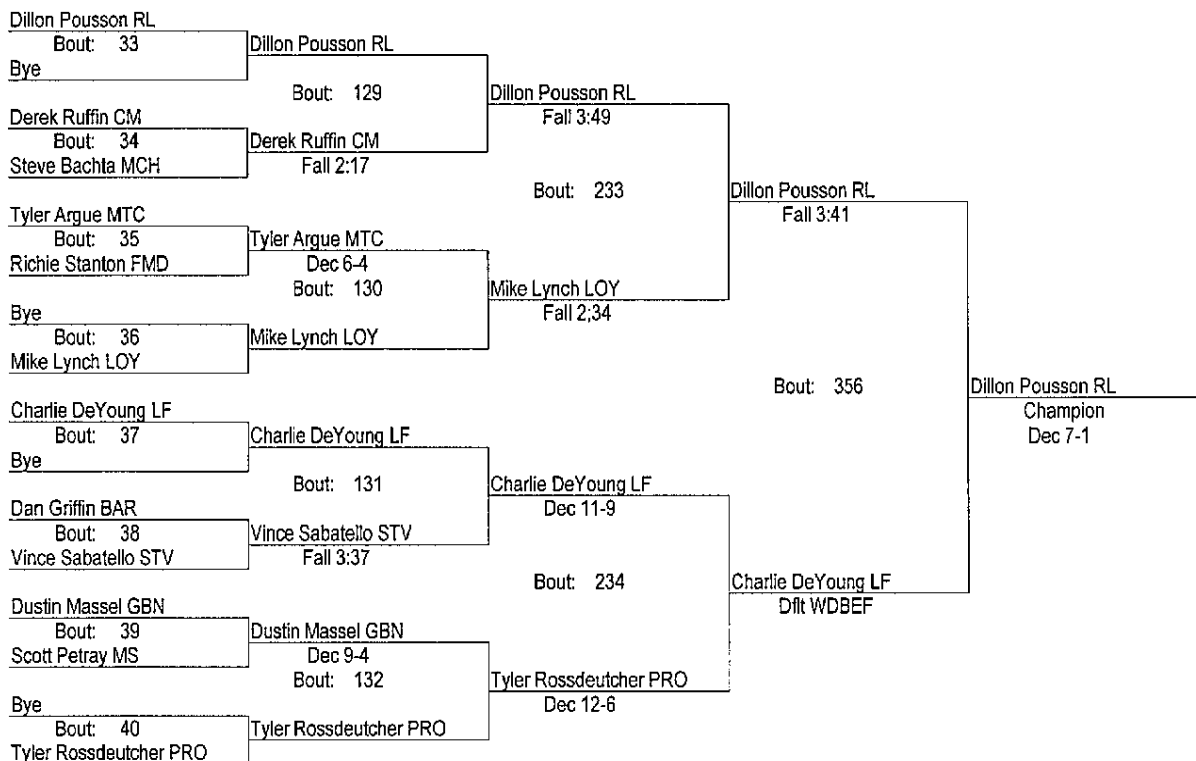 Dillon Pousson RL
Bout: 33
Bye
Dillon Pousson RL
Bout: 129
Derek Ruffin CM
Bout: 34
Steve Bachta MCH
Derek Ruffin CM
Fall 2:17
Dillon Pousson RL
Fall 3:49
Bout: 233
Tyler Argue MTC
Bout: 35
Richie Stanton FMD
Tyler Argue MTC
Dec 6-4
Bout: 130
Bye
Bout: 36
Mike Lynch LOY
Mike Lynch LOY
Mike Lynch LOY
Fall 2;34
Dillon Pousson RL
Fall 3:41
Bout: 356
Charlie DeYoung LF
Bout: 37
Bye
Charlie DeYoung LF
Bout: 131
Dan Griffin BAR
Bout: 38
Vince Sabatello STV
Vince Sabatello STV
Fall 3:37
Charlie DeYoung LF
Dec 11-9
Bout: 234
Dustin Massel GBN
Bout: 39
Scott Petray MS
Dustin Massel GBN
Dec 9-4
Bout: 132
Bye
Bout: 40
Tyler Rossdeutcher PRO
Tyler Rossdeutcher PRO
Tyler Rossdeutcher PRO
Dec 12-6
Charlie DeYoung LF
Dflt WDBEF
Dillon Pousson RL
Champion
Dec 7-1